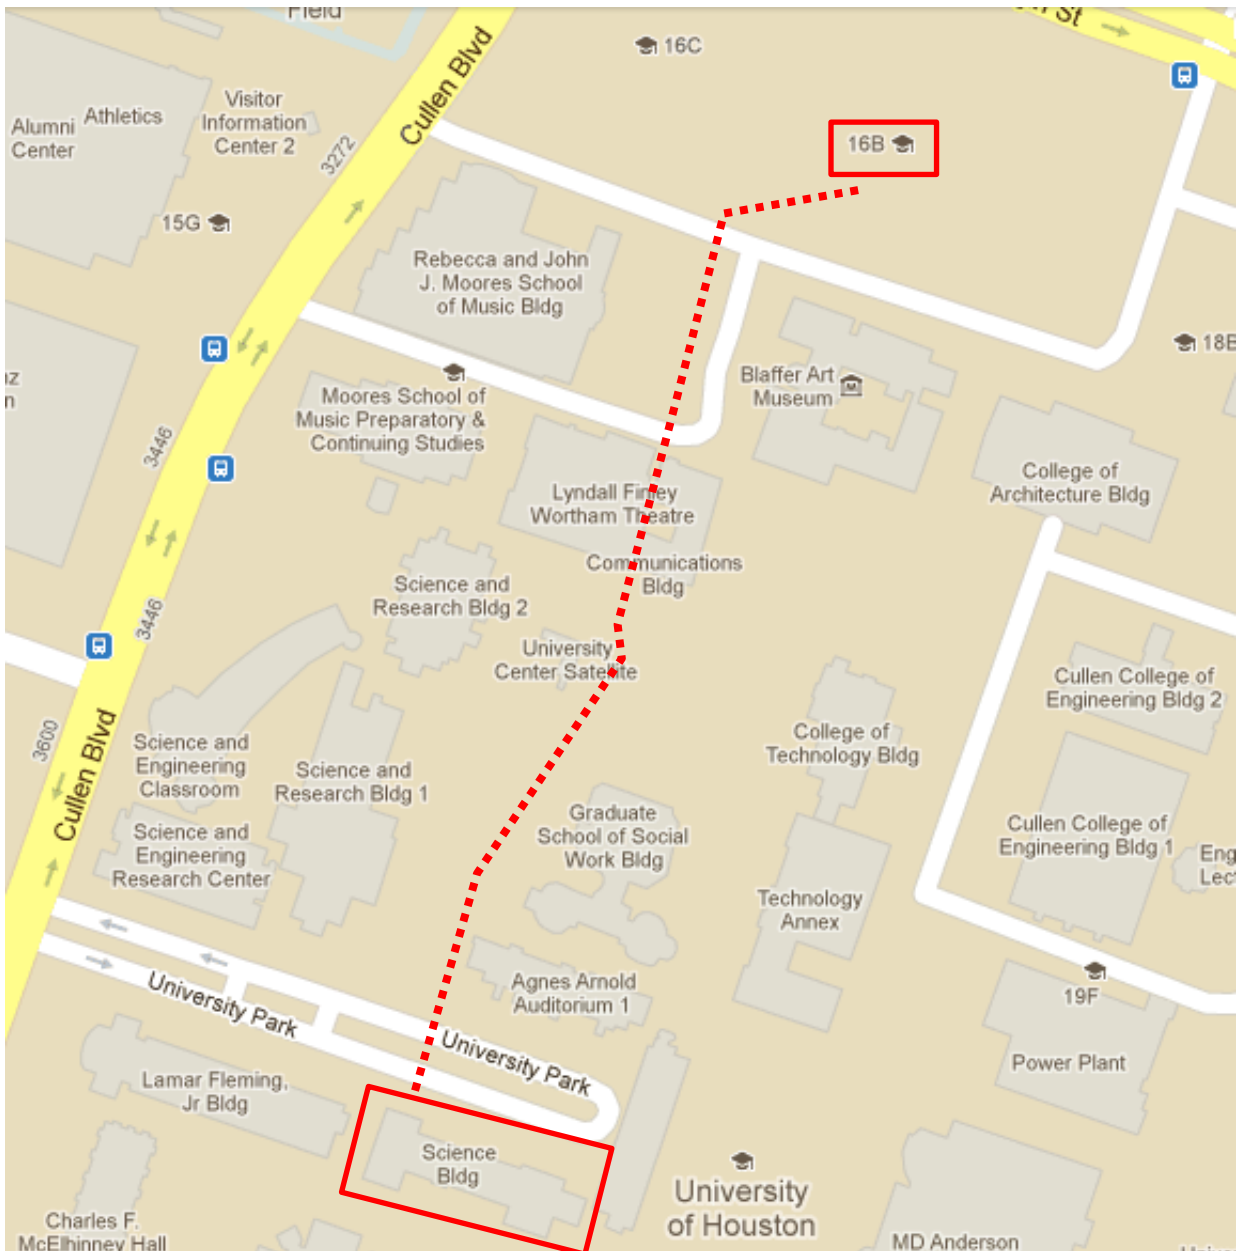 Field
16C
Cullen Blvd
St
Visitor
Information
Center 2
Athletics
Alumni
Center
3272
16B
15G
Rebecca and John
J. Moores School
of Music Bldg
18B
Blaffer Art
Museum
Moores School of
Music Preparatory &
Continuing Studies
3446
College of
Architecture Bldg
Lyndall Finney
Wortham Theatre
Communications
Bldg
Science and
Research Bldg 2
3446
University
Center Satellite
Cullen College of
Engineering Bldg 2
3600
Cullen Blvd
Science and
Engineering
Classroom
Science and
Research Bldg 1
College of
Technology Bldg
Graduate
School of Social
Work Bldg
Cullen College of
Engineering Bldg 1
Science and
Engineering
Research Center
Technology
Annex
University Park
Agnes Arnold
Auditorium 1
19F
University Park
Lamar Fleming,
Jr Bldg
Power Plant
Science
Bldg
University
of Houston
Charles F.
McElhinney Hall
MD Anderson